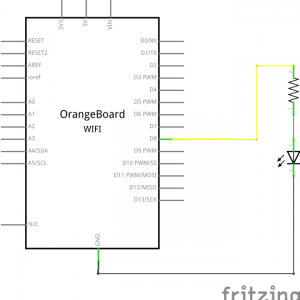 3V3
5V
VIN
RESET
RESET2
AREF
ioref
A0
A1
A2
A3
A4/SDA
A5/SCL
N/C
OrangeBoard
WIFI
D0/RX
D1/TX
D2
D3 PWM
D4
D5 PWM
D6 PWM
D7
D8
D9 PWM
D10 PWM/SS
D11 PWM/MOSI
D12/MISO
D13/SCK
GND
fritzing